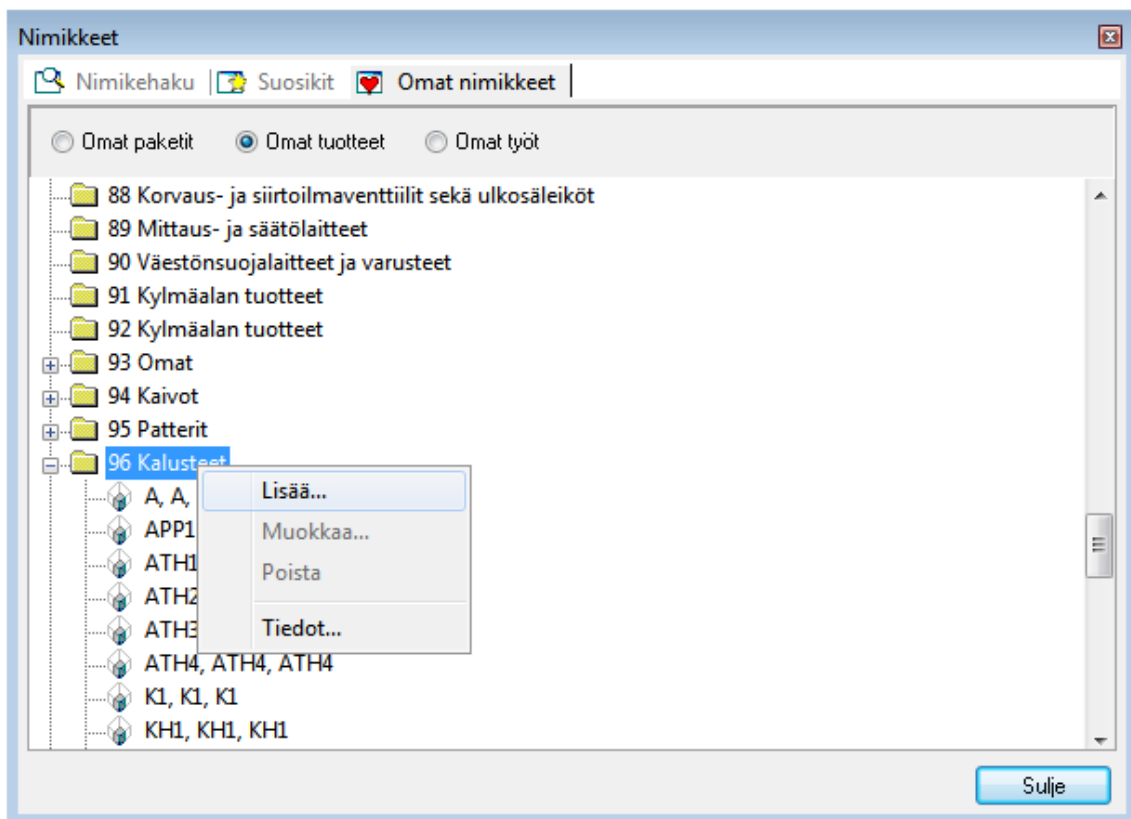 Nimikkeet
Nimikehaku Suosikit Omat nimikkeet
Omat paketit Omat tuotteet Omat työt
88 Korvaus- ja siirtoilmaventtiilit sekä ulkosäleiköt
89 Mittaus- ja säätölaitteet
90 Väestönsuojalaitteet ja varusteet
91 Kylmäalan tuotteet
92 Kylmäalan tuotteet
93 Omat
94 Kaivot
95 Patterit
96 Kalusteet
A, A,
Lisää...
APP1
Muokkaa...
ATH1
Poista
ATH2
ATH3
Tiedot...
ATH4, ATH4, ATH4
K1, K1, K1
KH1, KH1, KH1
Sulje